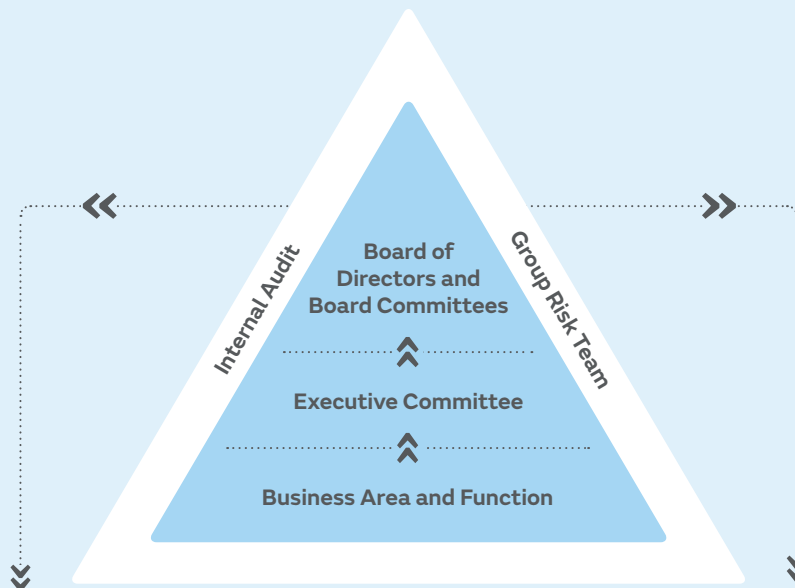 Internal Audit
Group Risk Team
Board of
Directors and
Board Committees
Executive Committee
Business Area and Function